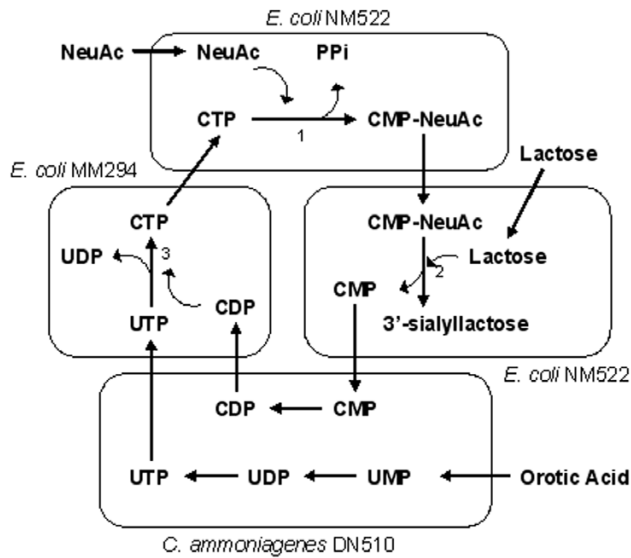 E. coli NM522
NeuAc NeuAc PPi
CTP 1 CMP-NeuAc
Lactose
E. coli MM294
CTP CMP-NeuAc
UDP 3 Lactose
2
CMP
CDP
UTP 3'-sialyllactose
E. coli NM522
CDP CMP
UTP UDP UMP Orotic Acid
C. ammoniagenes DN510